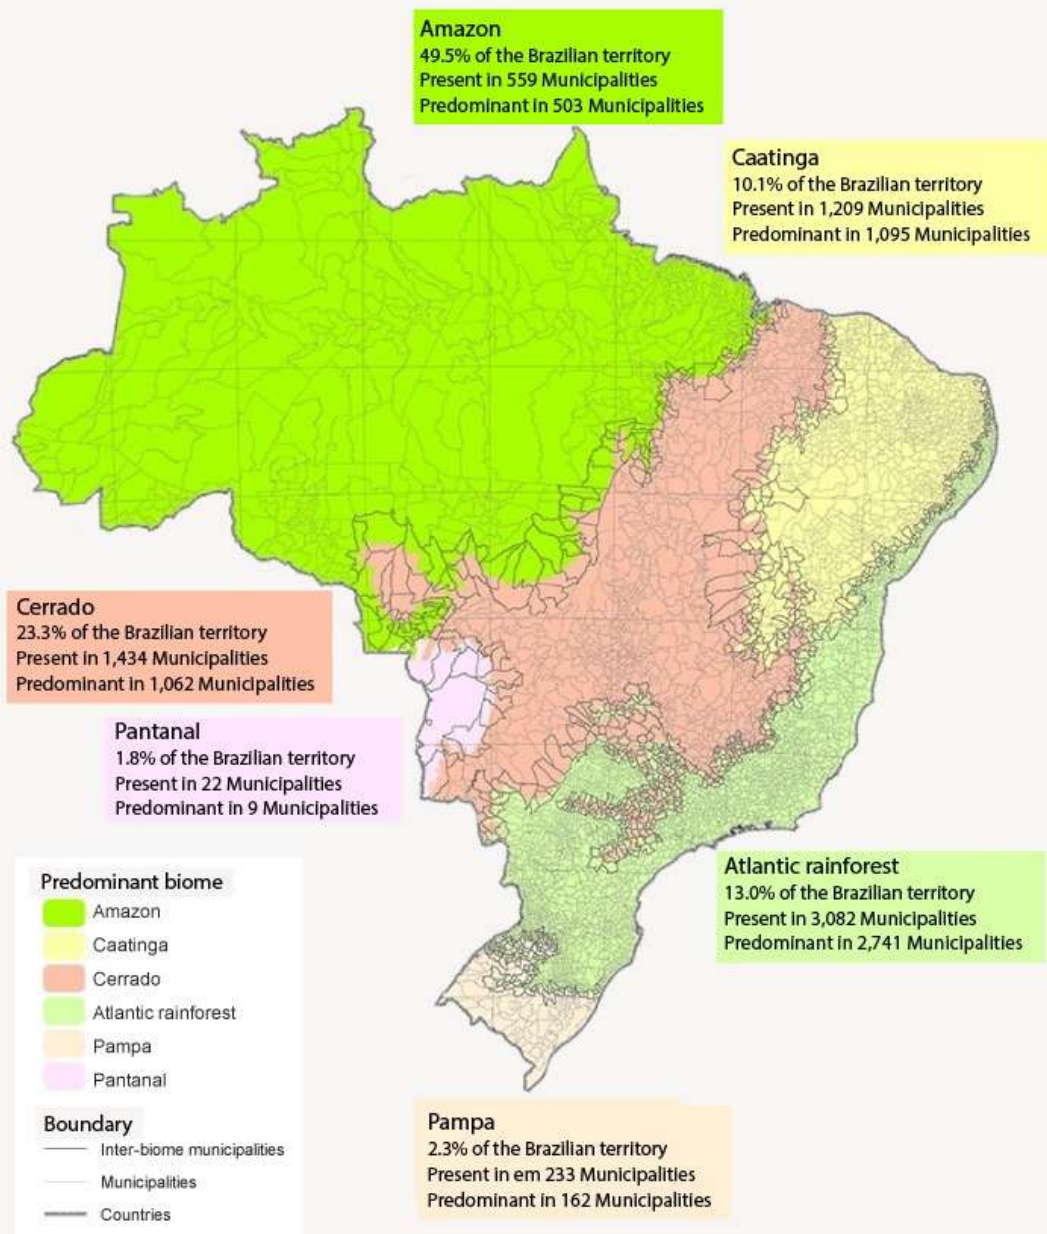 Amazon
49.5% of the Brazilian territory
Present in 559 Municipalities
Predominant in 503 Municipalities
Caatinga
10.1% of the Brazilian territory
Present in 1,209 Municipalities
Predominant in 1,095 Municipalities
Cerrado
23.3% of the Brazilian territory
Present in 1,434 Municipalities
Predominant in 1,062 Municipalities
Pantanal
1.8% of the Brazilian territory
Present in 22 Municipalities
Predominant in 9 Municipalities
Atlantic rainforest
13.0% of the Brazilian territory
Present in 3,082 Municipalities
Predominant in 2,741 Municipalities
Predominant biome
Amazon
Caatinga
Cerrado
Atlantic rainforest
Pampa
Pantanal
Boundary
Inter-biome municipalities
Municipalities
Countries
Pampa
2.3% of the Brazilian territory
Present in em 233 Municipalities
Predominant in 162 Municipalities